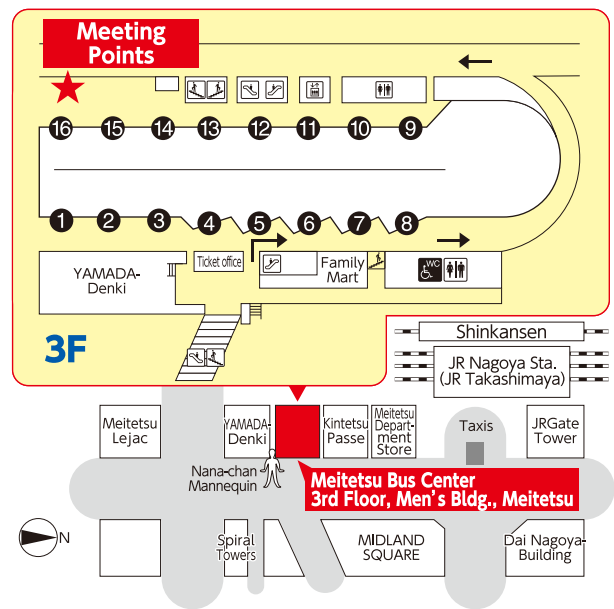 Meeting
Points
16
15
14
13
12
11
10
9
1
2
3
4
5
6
7
8
YAMADA-
Denki
Ticket office
Family
Mart
WC
3F
Shinkansen
JR Nagoya Sta.
(JR Takashimaya)
Meitetsu
Lejac
YAMADA-
Denki
Kintetsu
Passe
Meitetsu
Depart-
ment
Store
Taxis
JRGate
Tower
Nana-chan
Mannequin
Meitetsu Bus Center
3rd Floor, Men's Bldg., Meitetsu
N
Spiral
Towers
MIDLAND
SQUARE
Dai Nagoya-
Building